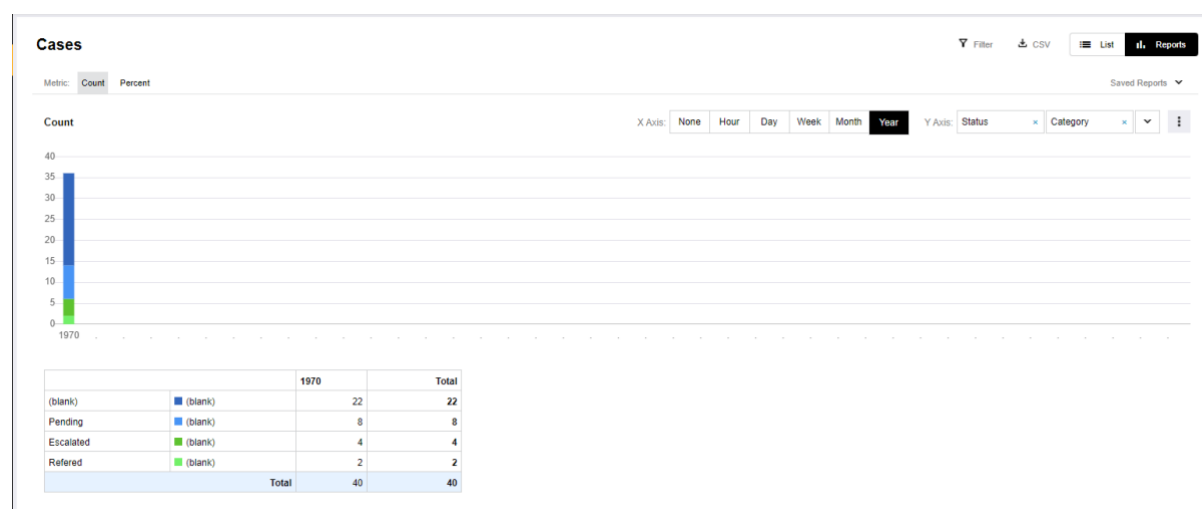 Cases
Filter CSV List Reports
Metric: Count Percent Saved Reports
Count X Axis: None Hour Day Week Month Year Y Axis: Status × Category ×
40
35
30
25
20
15
10
5
0
1970
1970 Total
(blank) (blank) 22 22
Pending (blank) 8 8
Escalated (blank) 4 4
Refered (blank) 2 2
Total 40 40